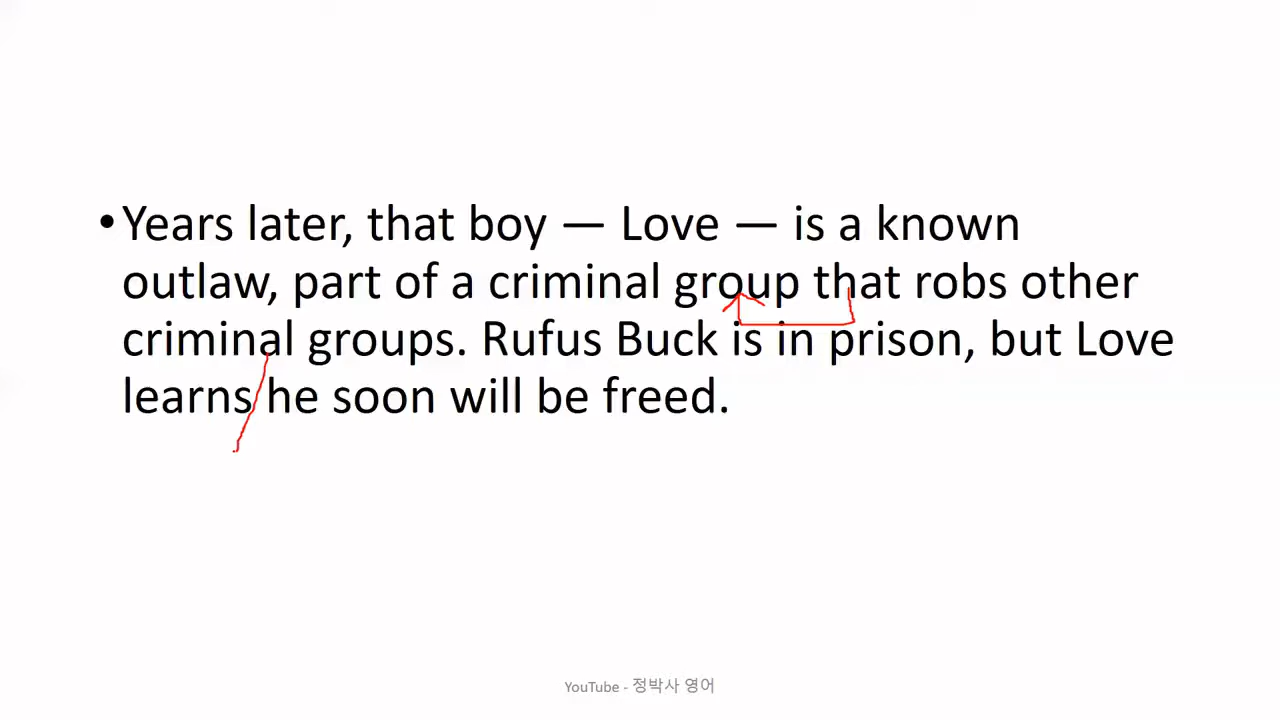 •Years later, that boy — Love — is a known
outlaw, part of a criminal group that robs other
criminal groups. Rufus Buck is in prison, but Love
learns he soon will be freed.
YouTube - 정박사 영어